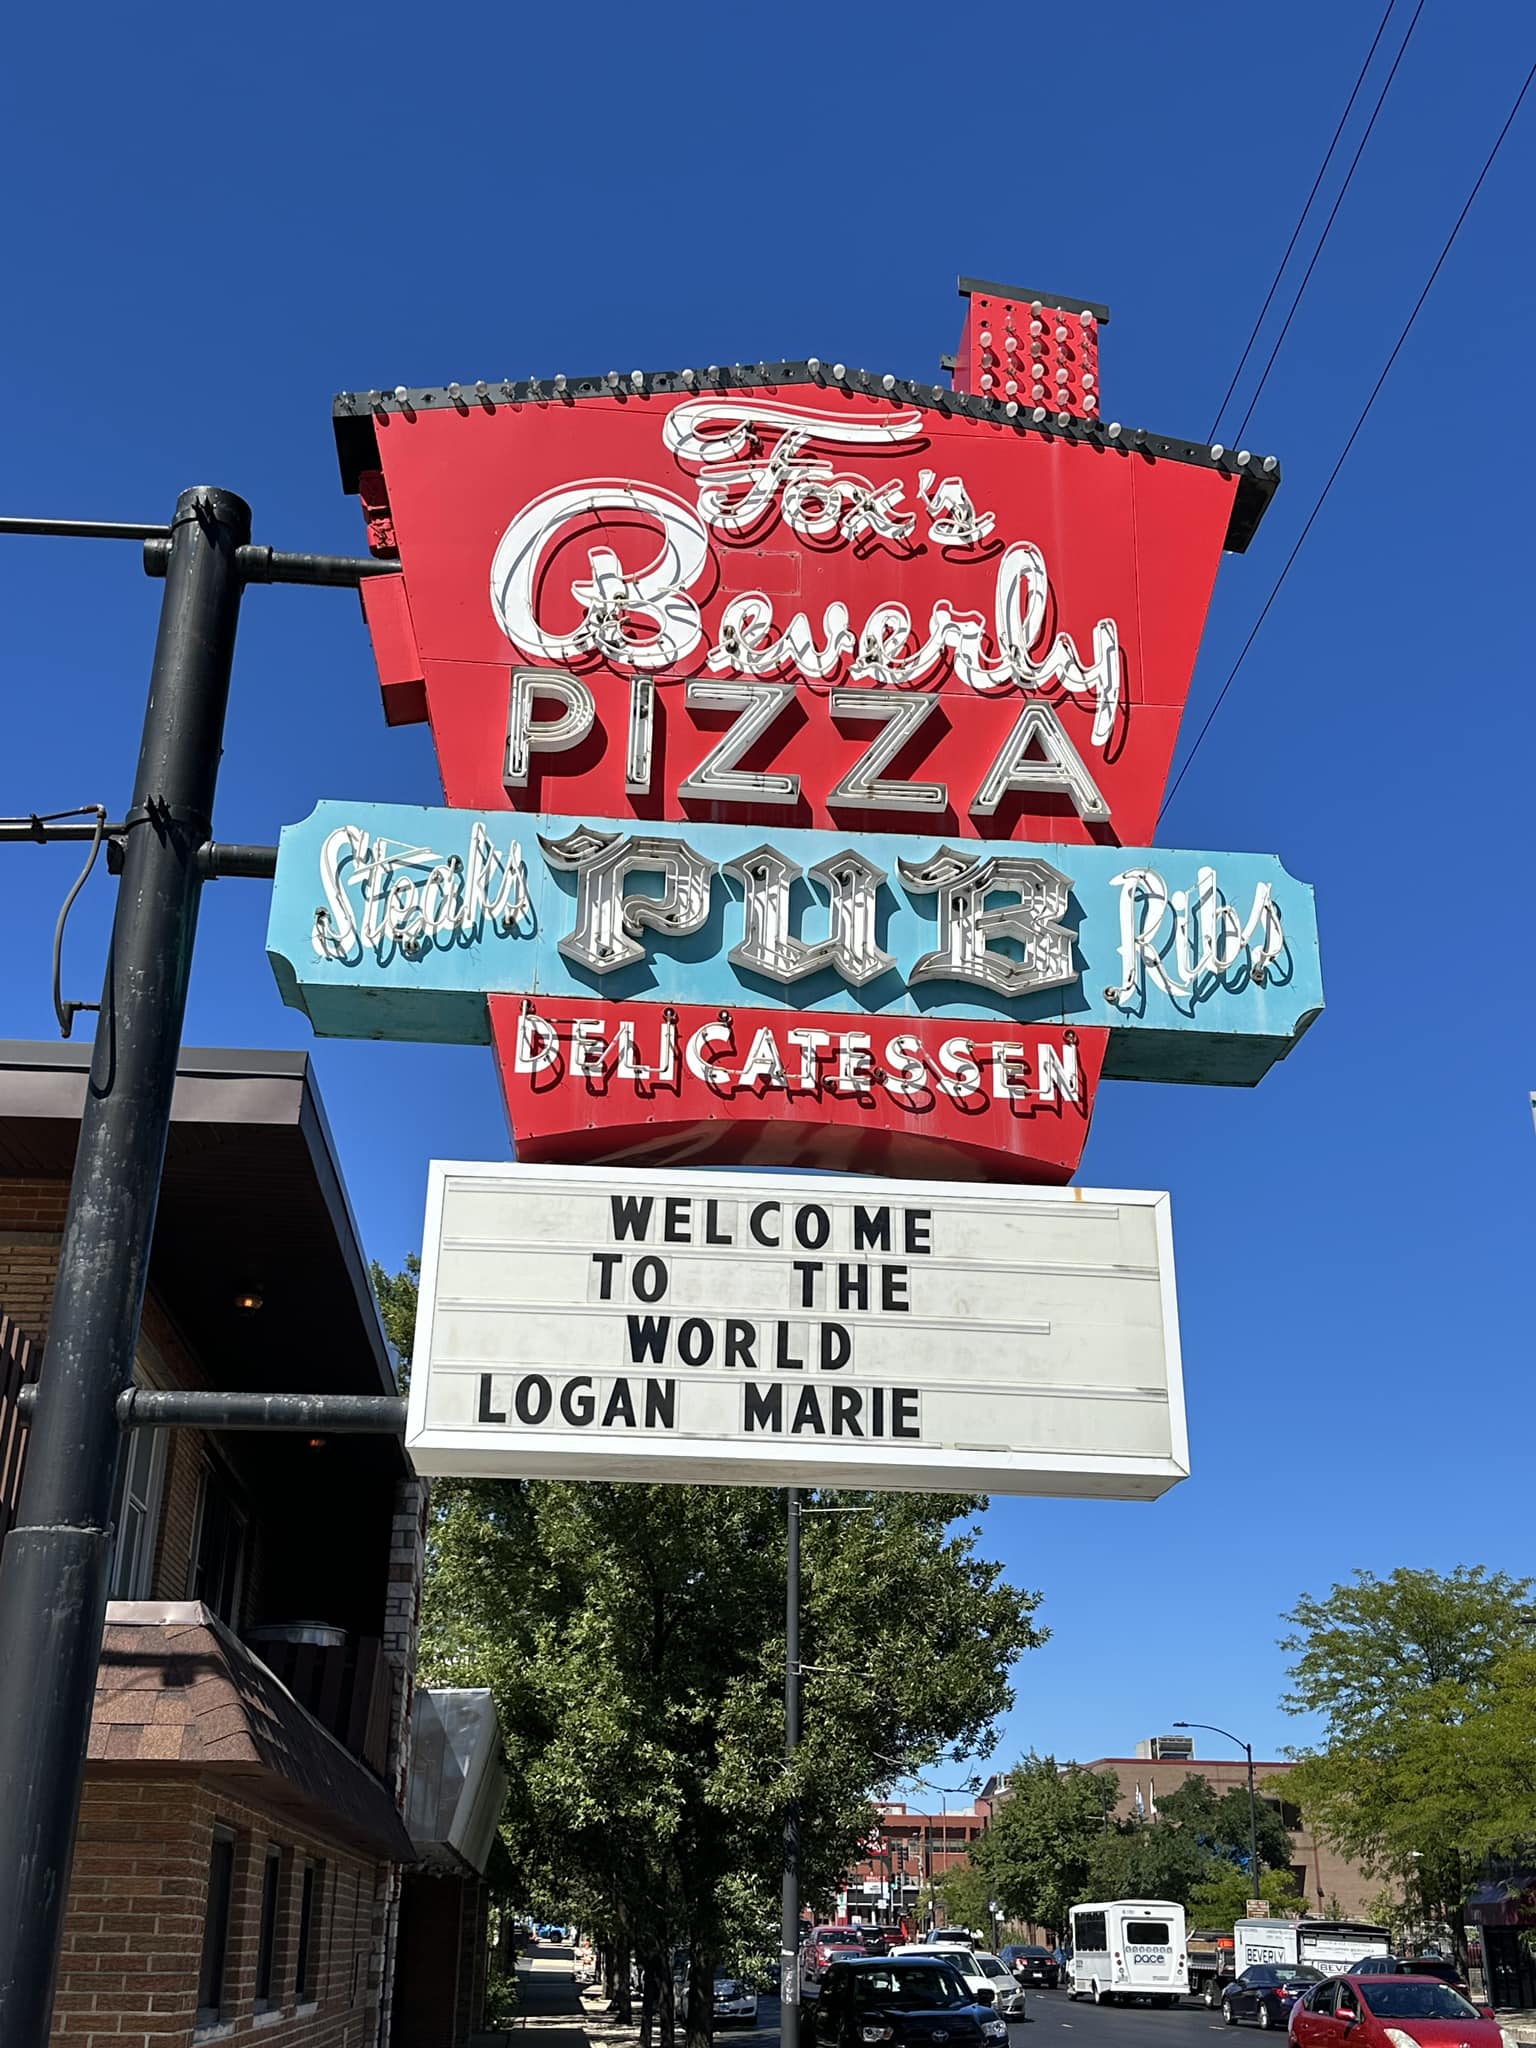 Fox's
Beverly
PIZZA
Steaks PUB Ribs
DELICATESSEN
WELCOME
TO THE
WORLD
LOGAN MARIE
pace
BEVERLY